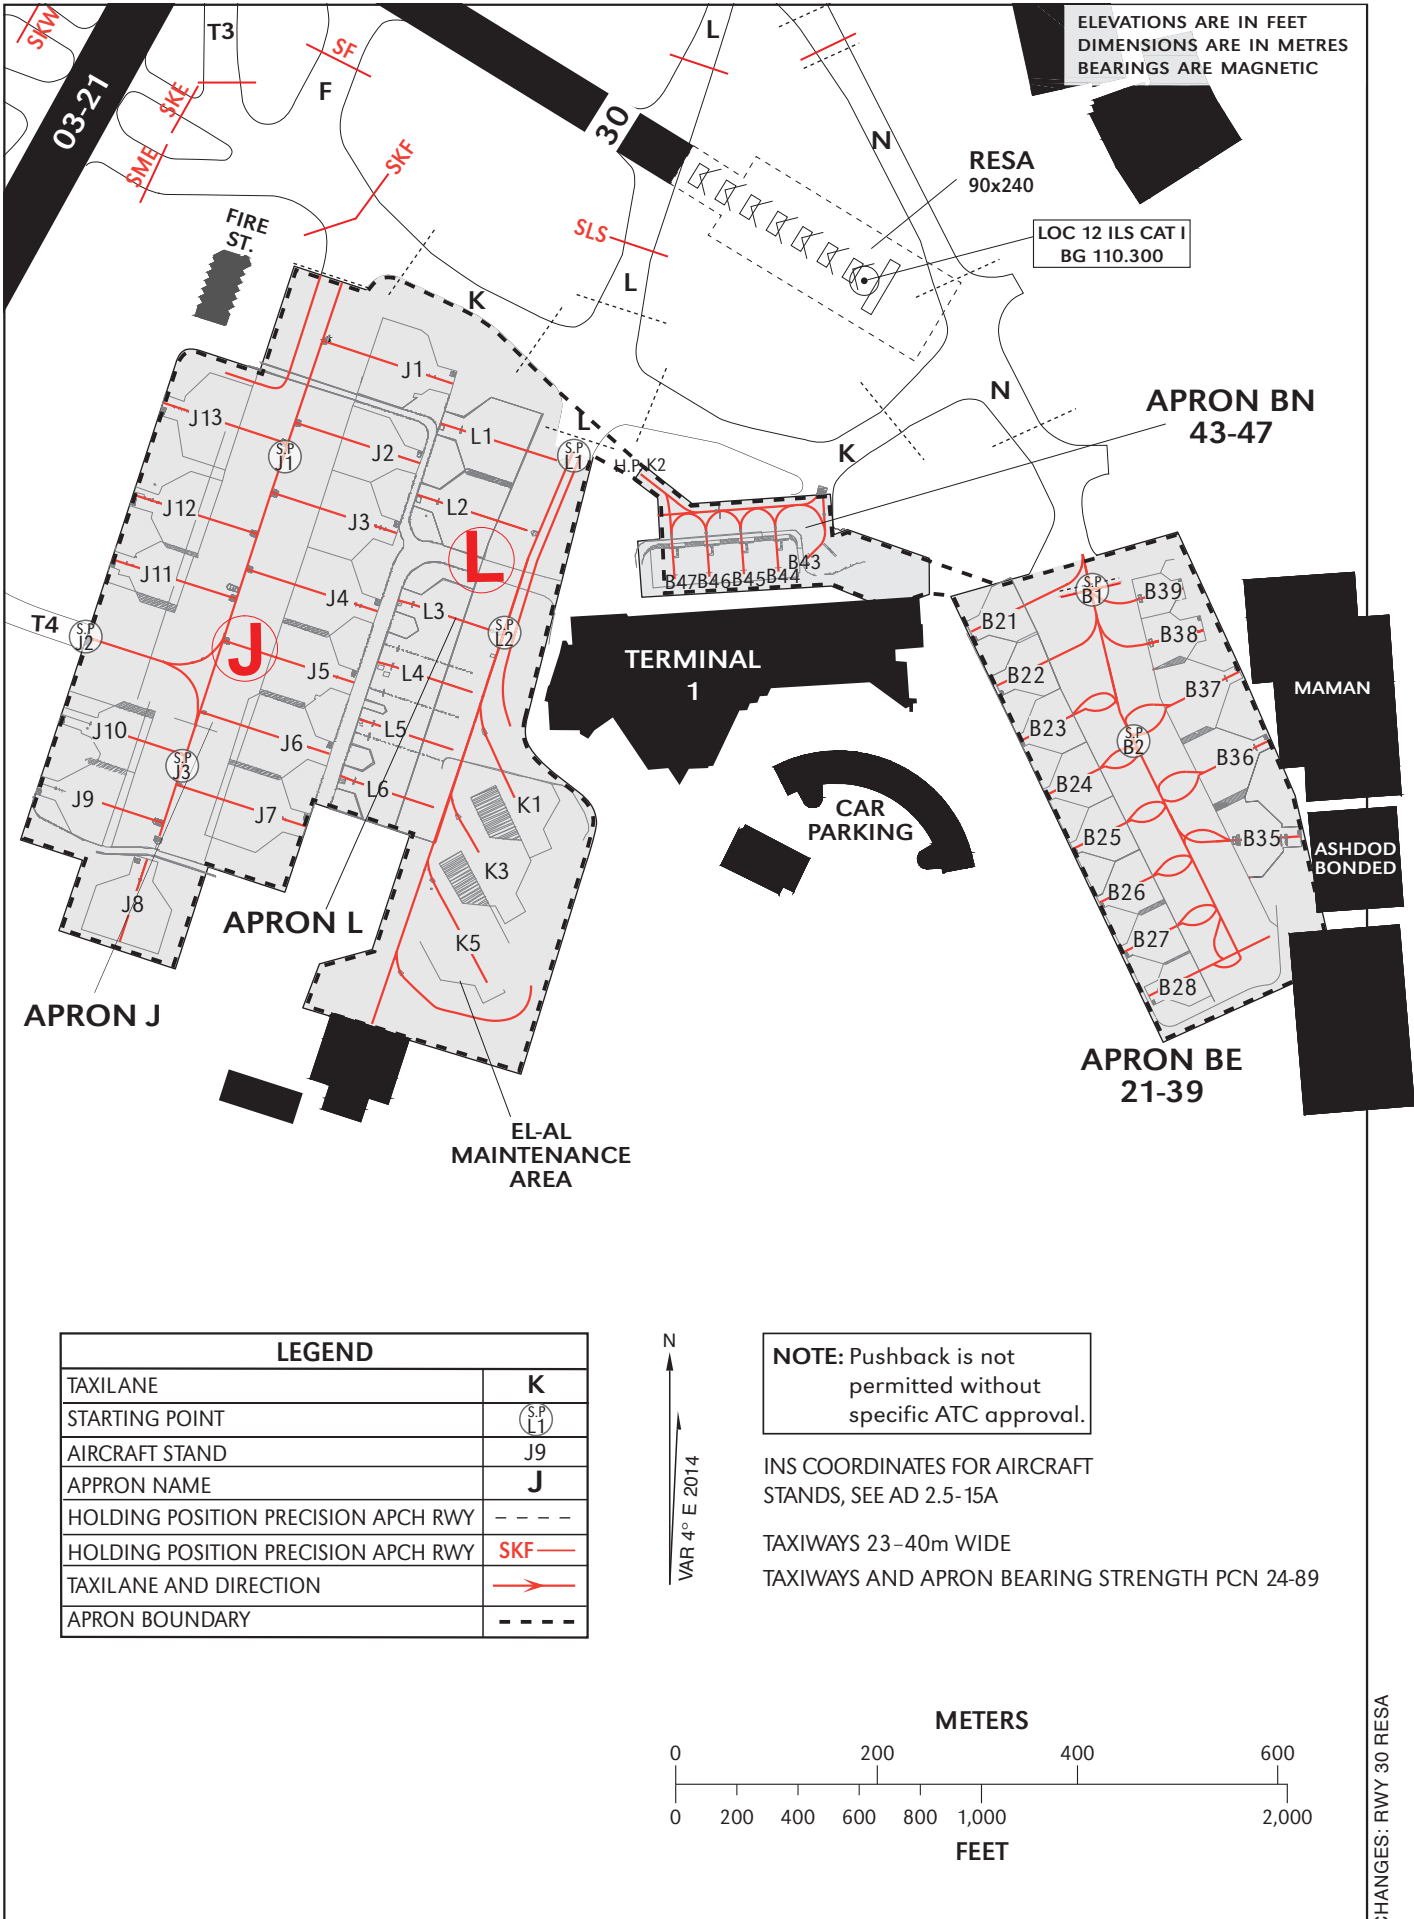 ELEVATIONS ARE IN FEET
DIMENSIONS ARE IN METRES
BEARINGS ARE MAGNETIC
SKW
T3
SF
L
F
03-21
SKE
30
N
SME
SKF
RESA
90x240
FIRE
ST.
SLS
LOC 12 ILS CAT I
BG 110.300
L
K
J1
N
APRON BN
43-47
J13
L1
L
J2
S.P
J1
S.P
L1
K
H.P. K2
J12
L2
J3
L
J11
B47
B46
B45
B44
B43
J4
L3
S.P
B1
B39
B21
T4
S.P
J2
S.P
L2
B38
J
J5
L4
TERMINAL
1
B22
B37
MAMAN
J10
J6
L5
B23
S.P
B2
B36
S.P
J3
L6
B24
J9
J7
K1
CAR
PARKING
B25
B35
ASHDOD
BONDED
K3
B26
J8
APRON L
K5
B27
B28
APRON J
APRON BE
21-39
EL-AL
MAINTENANCE
AREA
LEGEND
TAXILANE K
STARTING POINT S.P L1
AIRCRAFT STAND J9
APPRON NAME J
HOLDING POSITION PRECISION APCH RWY
HOLDING POSITION PRECISION APCH RWY SKF
TAXILANE AND DIRECTION
APRON BOUNDARY
N
VAR 4° E 2014
NOTE: Pushback is not
permitted without
specific ATC approval.
INS COORDINATES FOR AIRCRAFT
STANDS, SEE AD 2.5-15A
TAXIWAYS 23-40m WIDE
TAXIWAYS AND APRON BEARING STRENGTH PCN 24-89
METERS
0 200 400 600
0 200 400 600 800 1,000 2,000
FEET
CHANGES: RWY 30 RESA